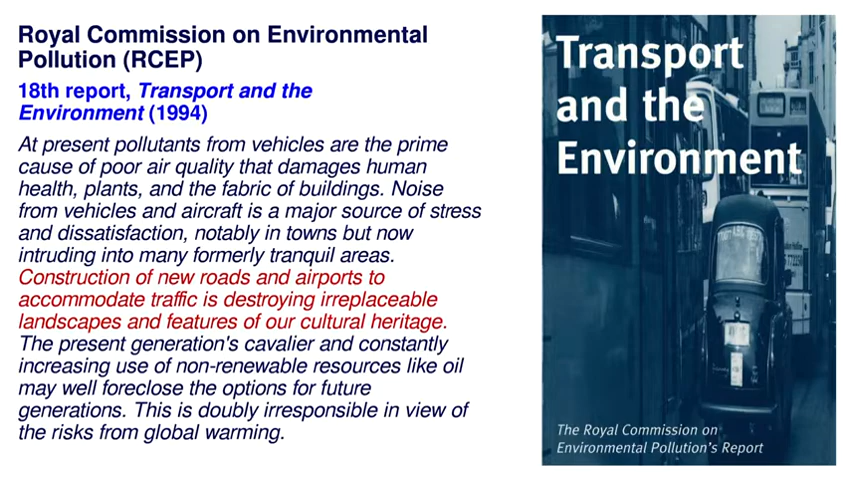 Royal Commission on Environmental
Pollution (RCEP)
18th report, Transport and the
Environment (1994)
At present pollutants from vehicles are the prime
cause of poor air quality that damages human
health, plants, and the fabric of buildings. Noise
from vehicles and aircraft is a major source of stress
and dissatisfaction, notably in towns but now
intruding into many formerly tranquil areas.
Construction of new roads and airports to
accommodate traffic is destroying irreplaceable
landscapes and features of our cultural heritage.
The present generation's cavalier and constantly
increasing use of non-renewable resources like oil
may well foreclose the options for future
generations. This is doubly irresponsible in view of
the risks from global warming.
Transport
and the
Environment
The Royal Commission on
Environmental Pollution's Report